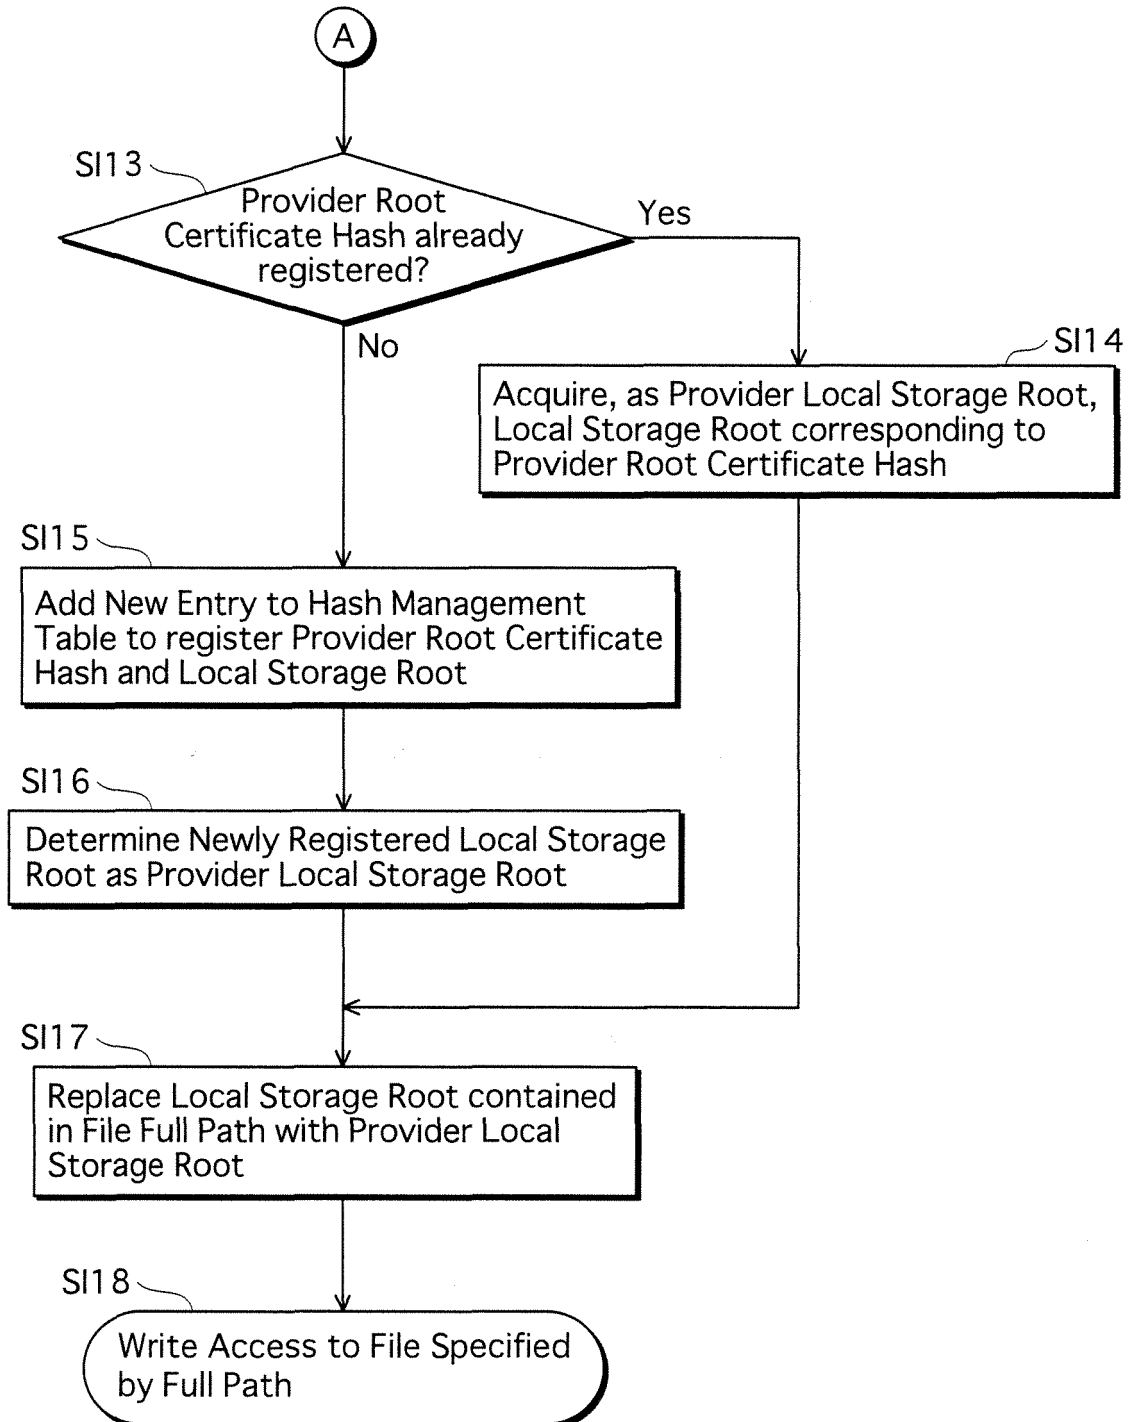 A
SI13
Provider Root
Certificate Hash already
registered?
Yes
No
SI14
Acquire, as Provider Local Storage Root,
Local Storage Root corresponding to
Provider Root Certificate Hash
SI15
Add New Entry to Hash Management
Table to register Provider Root Certificate
Hash and Local Storage Root
SI16
Determine Newly Registered Local Storage
Root as Provider Local Storage Root
SI17
Replace Local Storage Root contained
in File Full Path with Provider Local
Storage Root
SI18
Write Access to File Specified
by Full Path